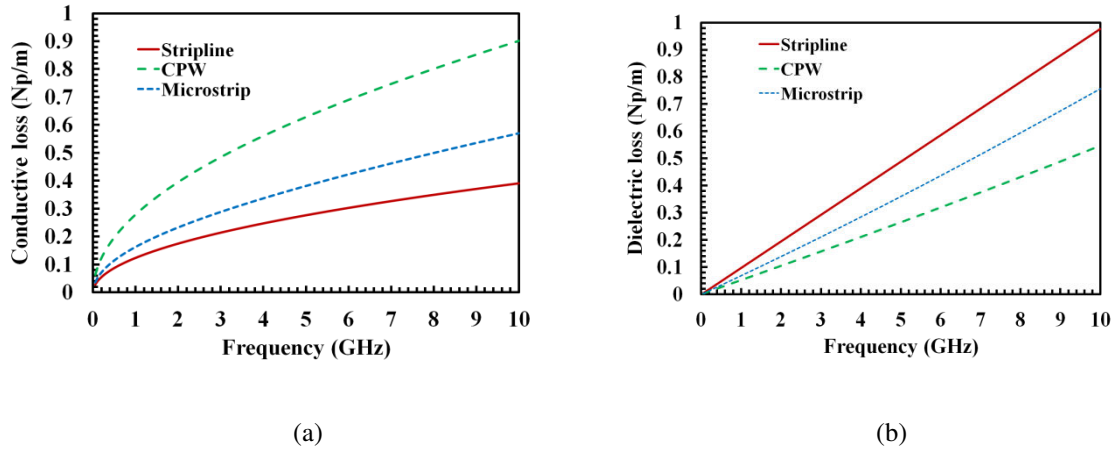 Conductive loss (Np/m)
1
0.9
0.8
0.7
0.6
0.5
0.4
0.3
0.2
0.1
0
Stripline
CPW
Microstrip
0 1 2 3 4 5 6 7 8 9 10
Frequency (GHz)
(a)
Dielectric loss (Np/m)
1
0.9
0.8
0.7
0.6
0.5
0.4
0.3
0.2
0.1
0
Stripline
CPW
Microstrip
0 1 2 3 4 5 6 7 8 9 10
Frequency (GHz)
(b)